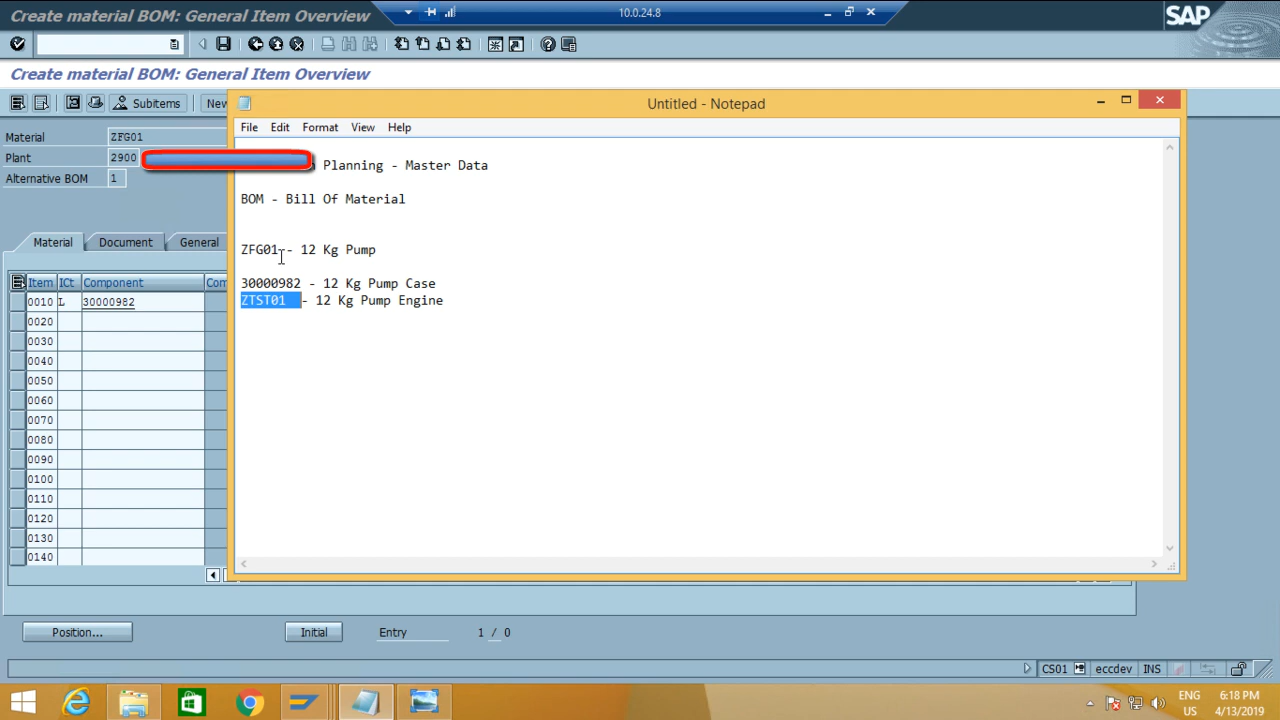 Create material BOM: General Item Overview
10.0.24.8
SAP
Create material BOM: General Item Overview
Subitems
New
Untitled - Notepad
File Edit Format View Help
Material ZFG01
Plant 2900
Alternative BOM 1
Planning - Master Data
BOM - Bill Of Material
ZFG01 - 12 Kg Pump
30000982 - 12 Kg Pump Case
ZTST01 - 12 Kg Pump Engine
Material Document General
Item ICt Component Com
0010 L 30000982
0020
0030
0040
0050
0060
0070
0080
0090
0100
0110
0120
0130
0140
Position... Initial Entry 1 / 0
CS01 eccdev INS
ENG 6:18 PM
US 4/13/2019